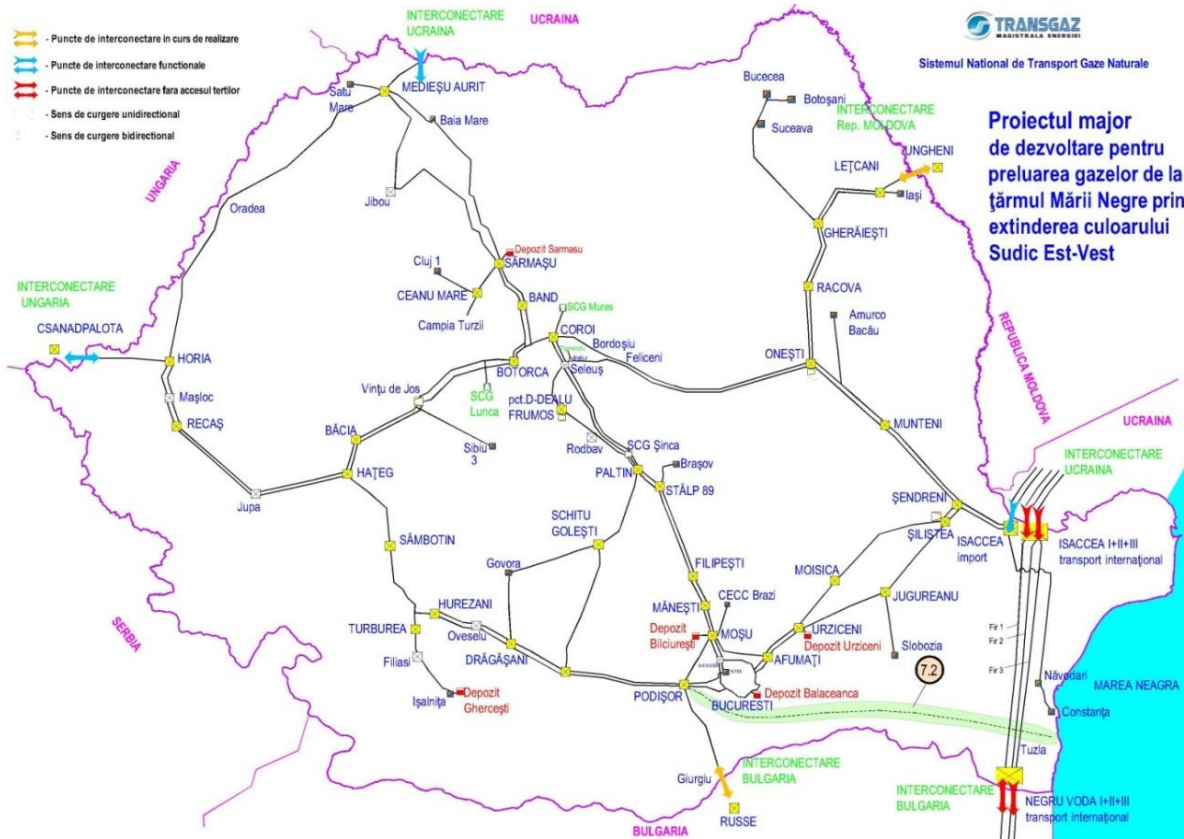 INTERCONECTARE
UCRAINA
UCRAINA
TRANSGAZ
MAGISTRALA ENERGIEI
Sistemul National de Transport Gaze Naturale
- Puncte de interconectare in curs de realizare
- Puncte de interconectare functionale
- Puncte de interconectare fara accesul tertilor
- Sens de curgere unidirectional
- Sens de curgere bidirectional
Proiectul major
de dezvoltare pentru
preluarea gazelor de la
ţărmul Mării Negre prin
extinderea culoarului
Sudic Est-Vest
MEDIEŞU AURIT
Satu
Mare
Baia Mare
Bucecea
Botoşani
Suceava
INTERCONECTARE
Rep. MOLDOVA
UNGHENI
LEŢCANI
Iaşi
UNGARIA
Oradea
Jibou
GHERĂIEŞTI
Depozit Sarmasu
SĂRMAŞU
Cluj 1
CEANU MARE
Campia Turzii
BAND
SCG Mures
RACOVA
Amurco
Bacău
REPUBLICA MOLDOVA
INTERCONECTARE
UNGARIA
CSANADPALOTA
HORIA
Maşloc
RECAŞ
COROI
Bordoşiu
Feliceni
Seleuş
BOTORCA
ONEŞTI
Vinţu de Jos
SCG
Lunca
pct.D-DEALU
FRUMOS
MUNTENI
UCRAINA
BĂCIA
Sibiu
3
Rodbav
SCG Şinca
PALTIN
Braşov
STÂLP 89
INTERCONECTARE
UCRAINA
HAŢEG
Jupa
ŞENDRENI
ŞILISTEA
ISACCEA
import
ISACCEA I+II+III
transport international
SÂMBOTIN
SCHITU
GOLEŞTI
Govora
FILIPEŞTI
MOISICA
CECC Brazi
JUGUREANU
MĂNEŞTI
SERBIA
HUREZANI
TURBUREA
Oveselu
Filiasi
DRĂGĂŞANI
Depozit
Bilciureşti
MOŞU
URZICENI
Depozit Urziceni
Slobozia
AFUMAŢI
Fir 1
Fir 2
Fir 3
7.2
Işalniţa
Depozit
Gherceşti
PODIŞOR
BUCURESTI
Depozit Balaceanca
Năvodari
MAREA NEAGRA
Constanţa
Tuzla
Giurgiu
INTERCONECTARE
BULGARIA
RUSSE
BULGARIA
INTERCONECTARE
BULGARIA
NEGRU VODA I+II+III
transport international